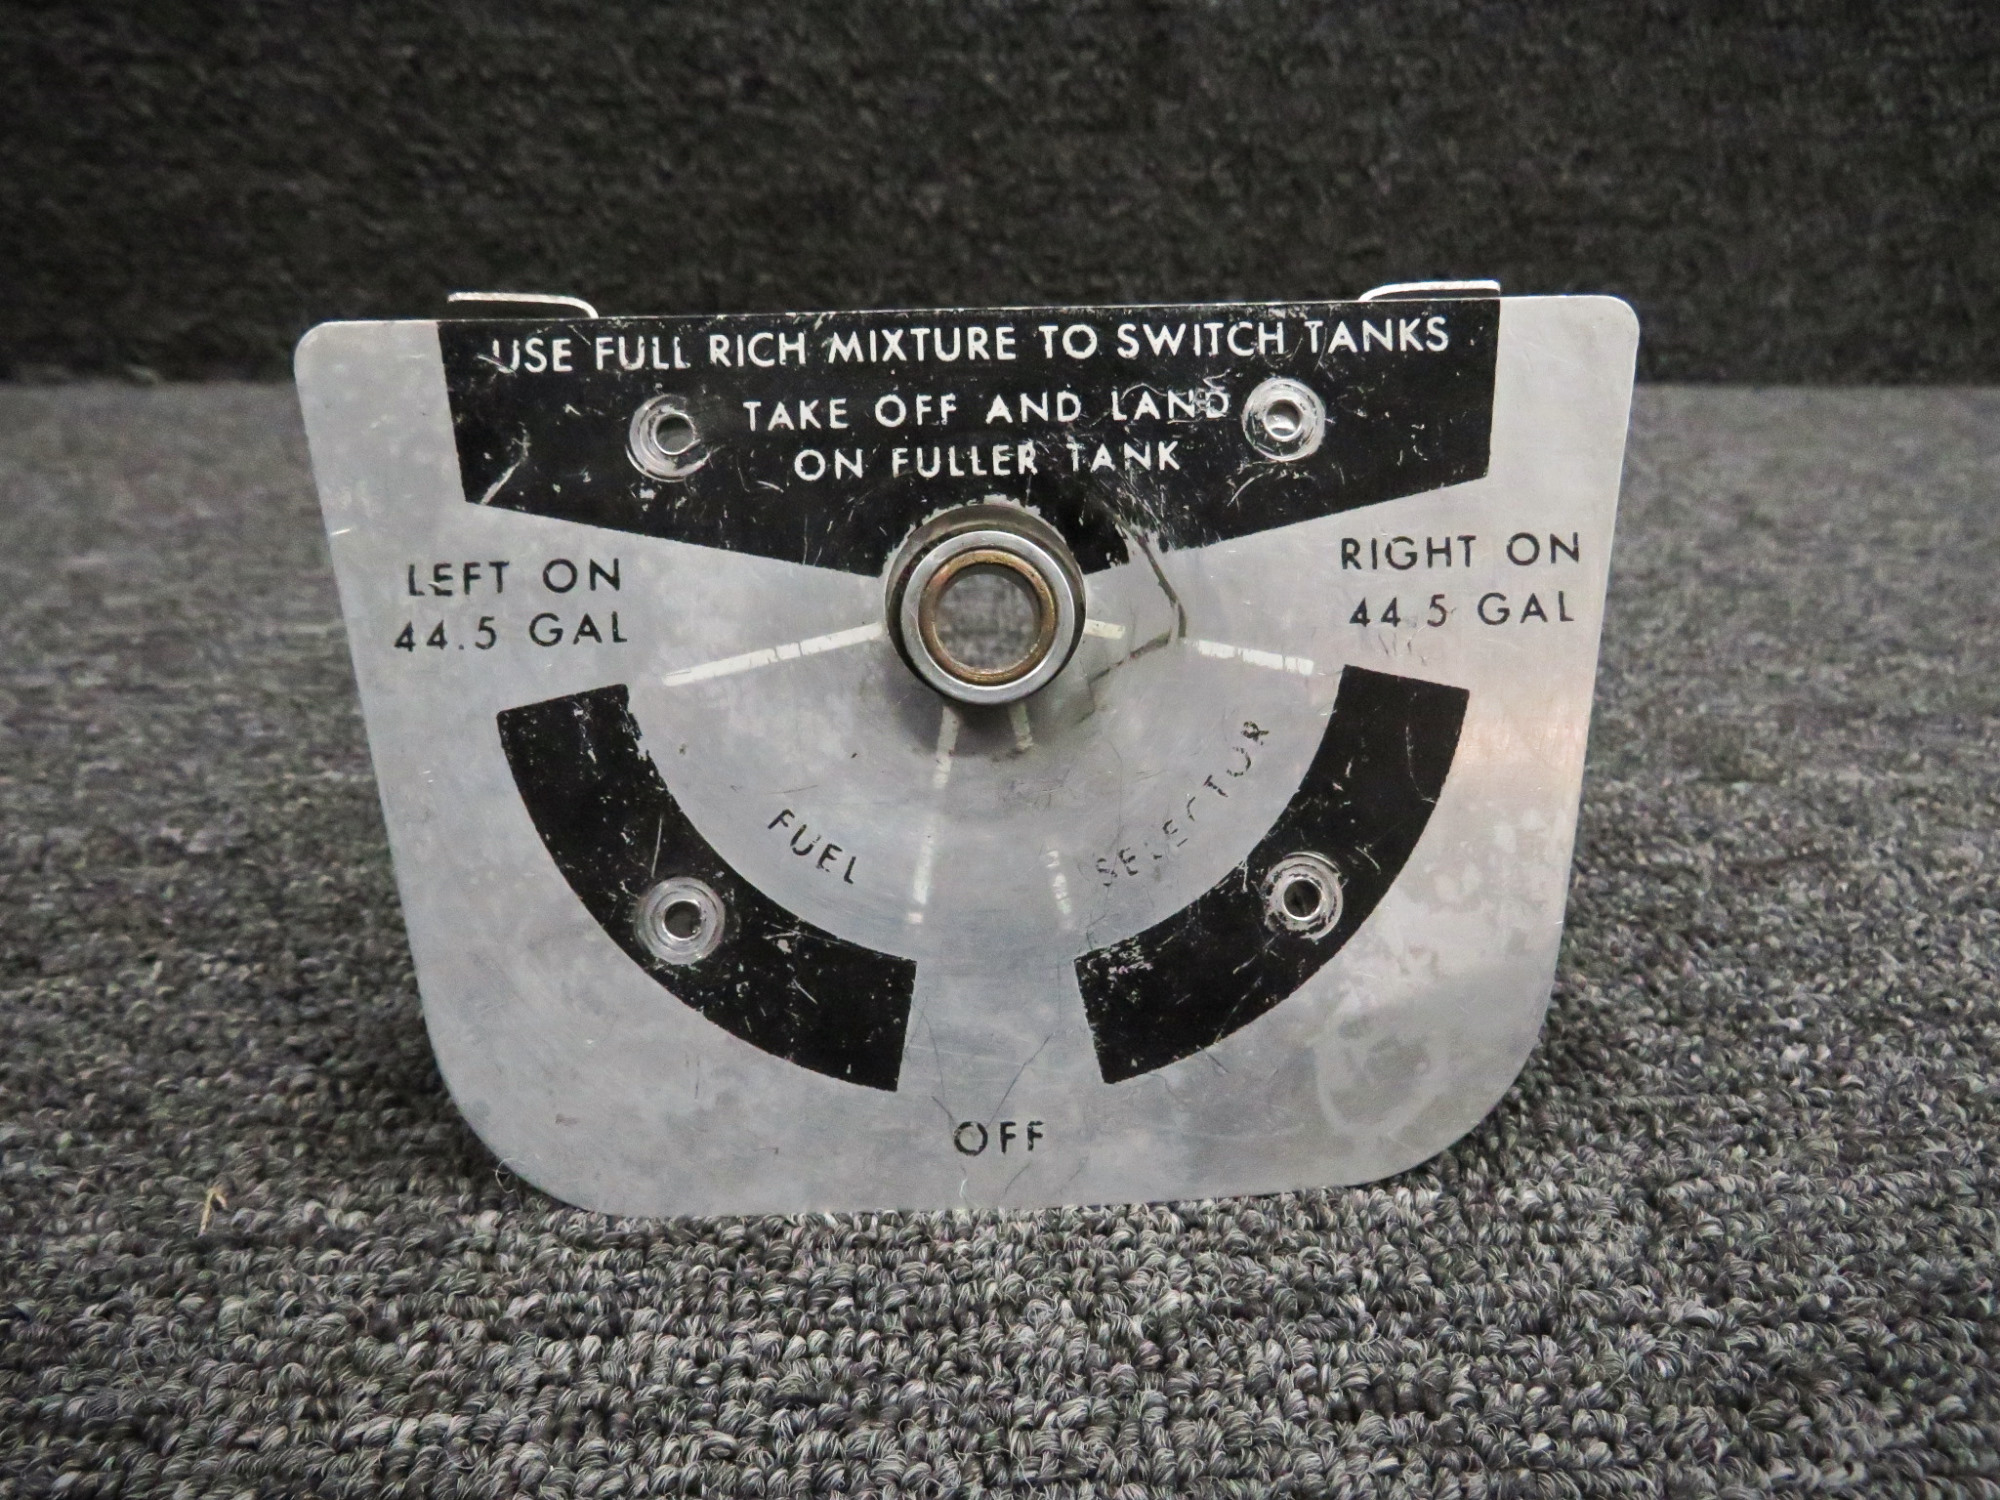 USE FULL RICH MIXTURE TO SWITCH TANKS
TAKE OFF AND LAND
ON FULLER TANK
LEFT ON
44.5 GAL
RIGHT ON
44.5 GAL
FUEL SELECTOR
OFF